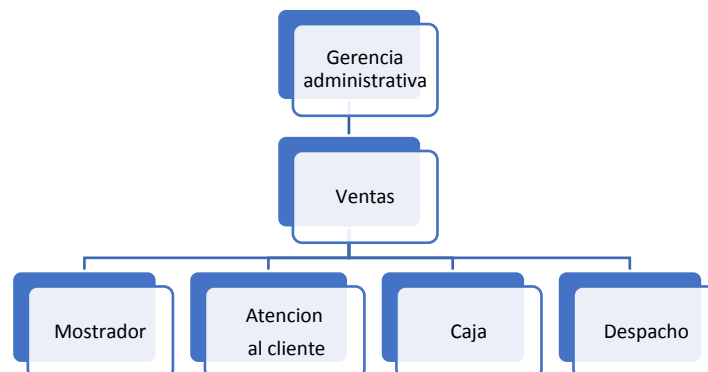 Gerencia
administrativa
Ventas
Mostrador
Atencion
al cliente
Caja
Despacho